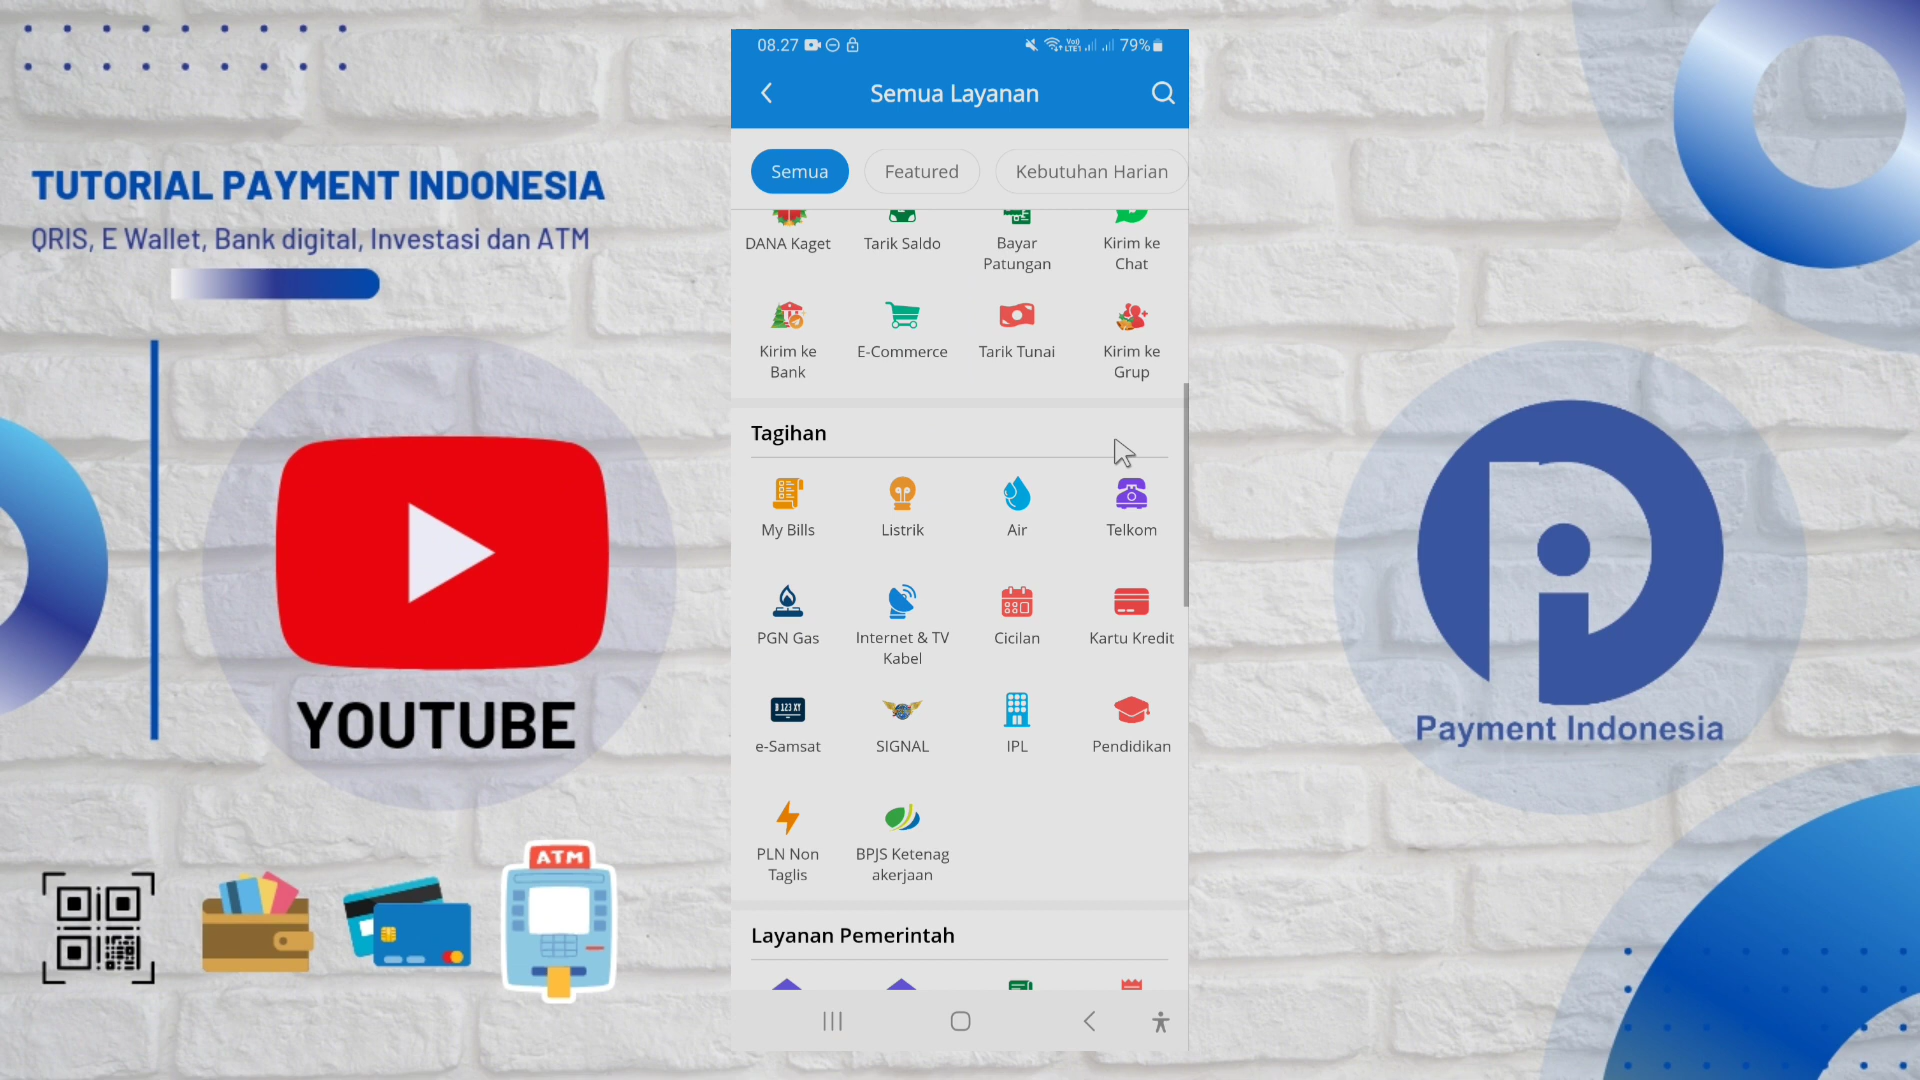 TUTORIAL PAYMENT INDONESIA
QRIS, E Wallet, Bank digital, Investasi dan ATM
YOUTUBE
ATM
08.27
79%
Semua Layanan
Semua
Featured
Kebutuhan Harian
DANA Kaget
Tarik Saldo
Bayar
Patungan
Kirim ke
Chat
Kirim ke
Bank
E-Commerce
Tarik Tunai
Kirim ke
Grup
Tagihan
My Bills
Listrik
Air
Telkom
PGN Gas
Internet & TV
Kabel
Cicilan
Kartu Kredit
B 123 XY
e-Samsat
SIGNAL
IPL
Pendidikan
PLN Non
Taglis
BPJS Ketenag
akerjaan
Layanan Pemerintah
Payment Indonesia